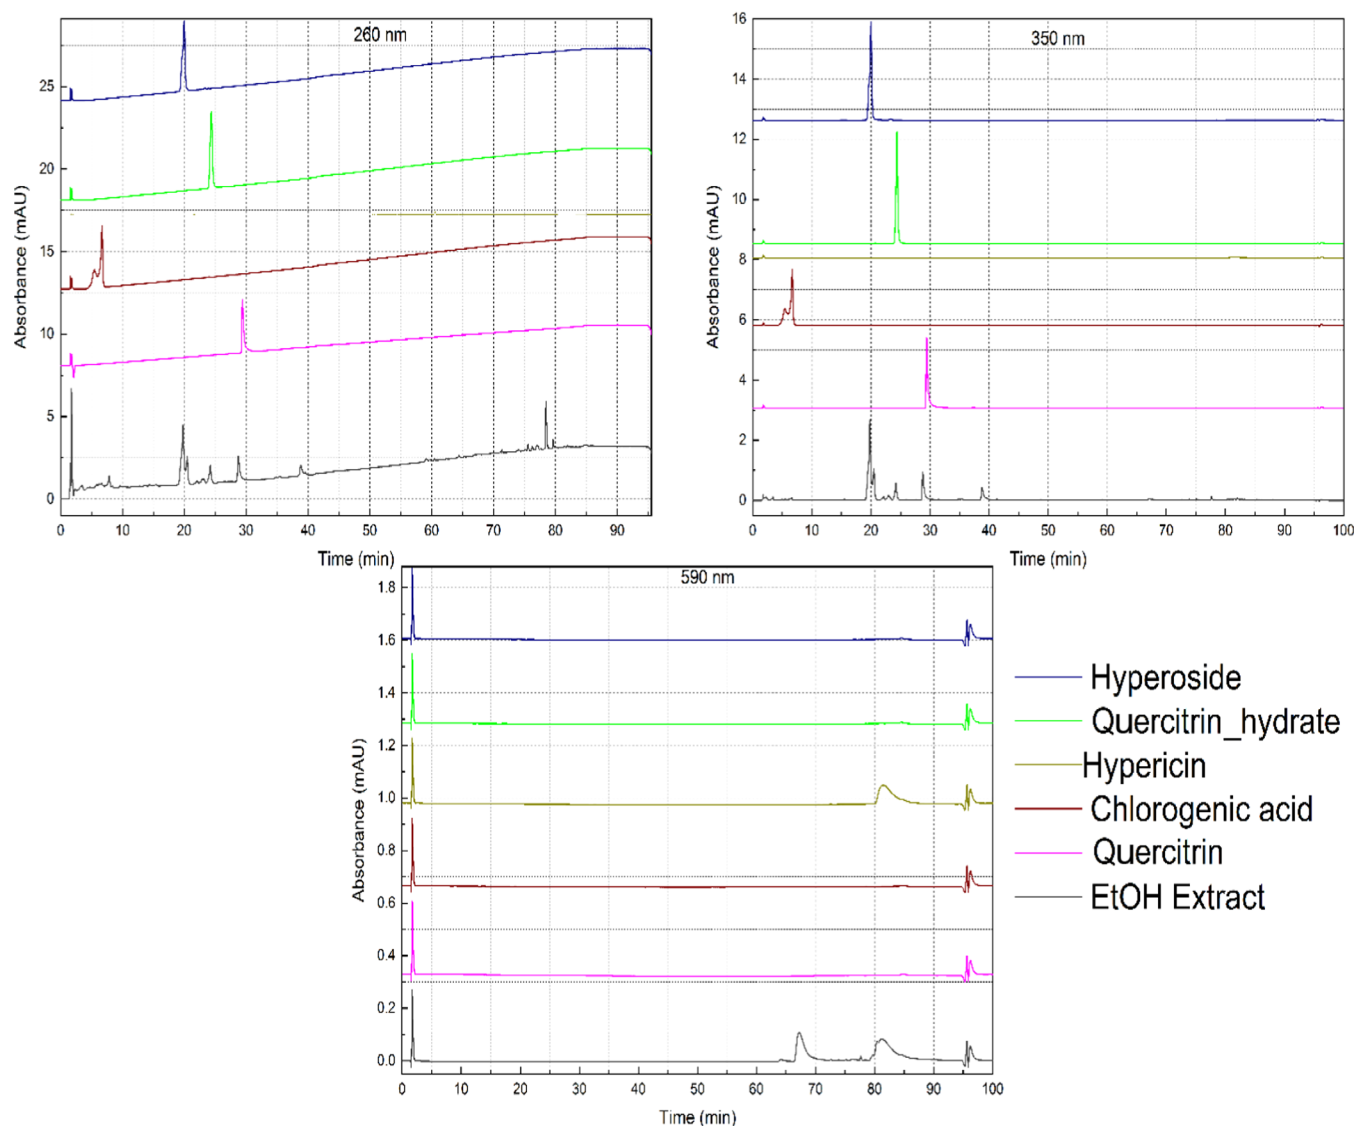 260 nm
25
20
15
10
5
0
Absorbance (mAU)
0 10 20 30 40 50 60 70 80 90
Time (min)
350 nm
16
14
12
10
8
6
4
2
0
Absorbance (mAU)
0 10 20 30 40 50 60 70 80 90 100
Time (min)
590 nm
1.8
1.6
1.4
1.2
1.0
0.8
0.6
0.4
0.2
0.0
Absorbance (mAU)
0 10 20 30 40 50 60 70 80 90 100
Time (min)
Hyperoside
Quercitrin_hydrate
Hypericin
Chlorogenic acid
Quercitrin
EtOH Extract